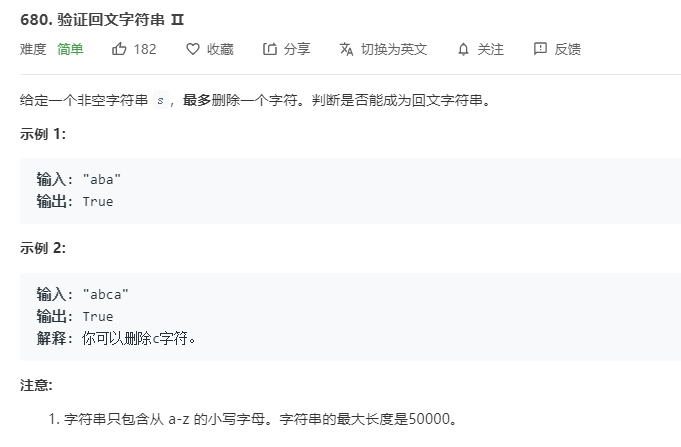 680. 验证回文字符串 Ⅱ
难度 简单 182 收藏 分享 切换为英文 关注 反馈
给定一个非空字符串 s，最多删除一个字符。判断是否能成为回文字符串。
示例 1:
输入: "aba"
输出: True
示例 2:
输入: "abca"
输出: True
解释: 你可以删除c字符。
注意:
1. 字符串只包含从 a-z 的小写字母。字符串的最大长度是50000。